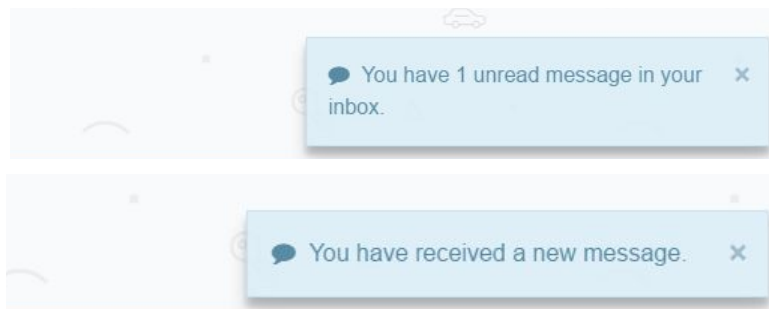 You have 1 unread message in your
inbox.
You have received a new message.